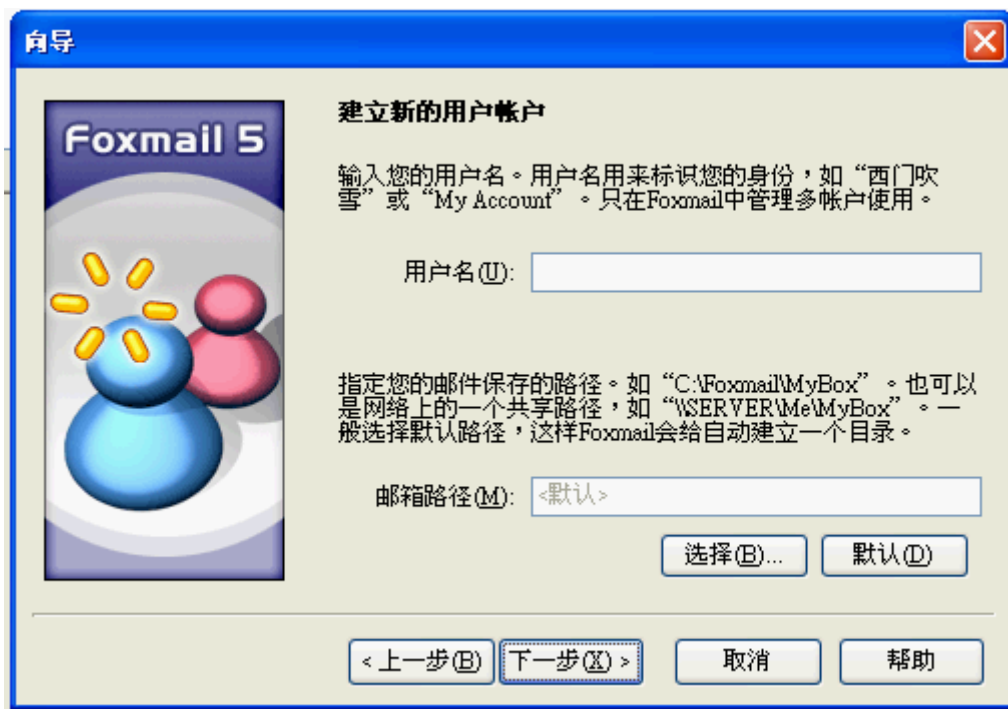 向导
Foxmail 5
建立新的用户帐户
输入您的用户名。用户名用来标识您的身份，如“西门吹
雪”或“My Account”。只在Foxmail中管理多帐户使用。
用户名(U):
指定您的邮件保存的路径。如“C:\Foxmail\MyBox”。也可以
是网络上的一个共享路径，如“\\SERVER\Me\MyBox”。一
般选择默认路径，这样Foxmail会给自动建立一个目录。
邮箱路径(M): <默认>
选择(B)... 默认(D)
<上一步(B) 下一步(X)> 取消 帮助